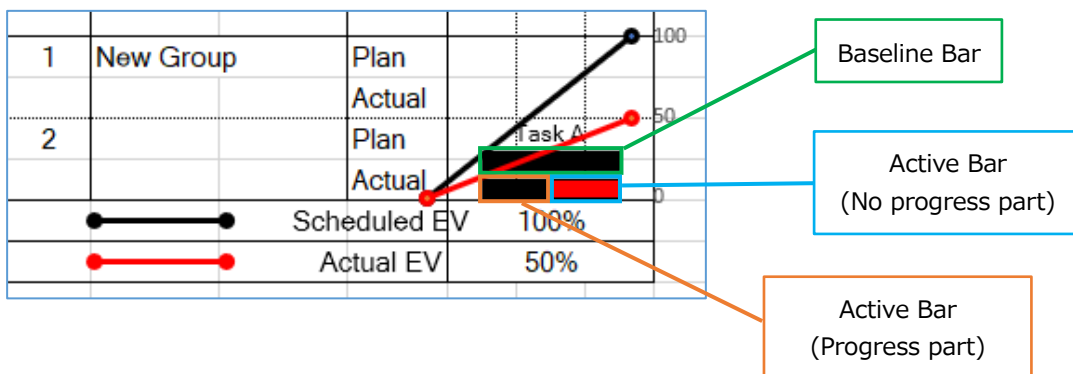 100
1 New Group Plan
Actual
50
2 Plan Task A
Actual
0
Scheduled EV 100%
Actual EV 50%
Baseline Bar
Active Bar
(No progress part)
Active Bar
(Progress part)